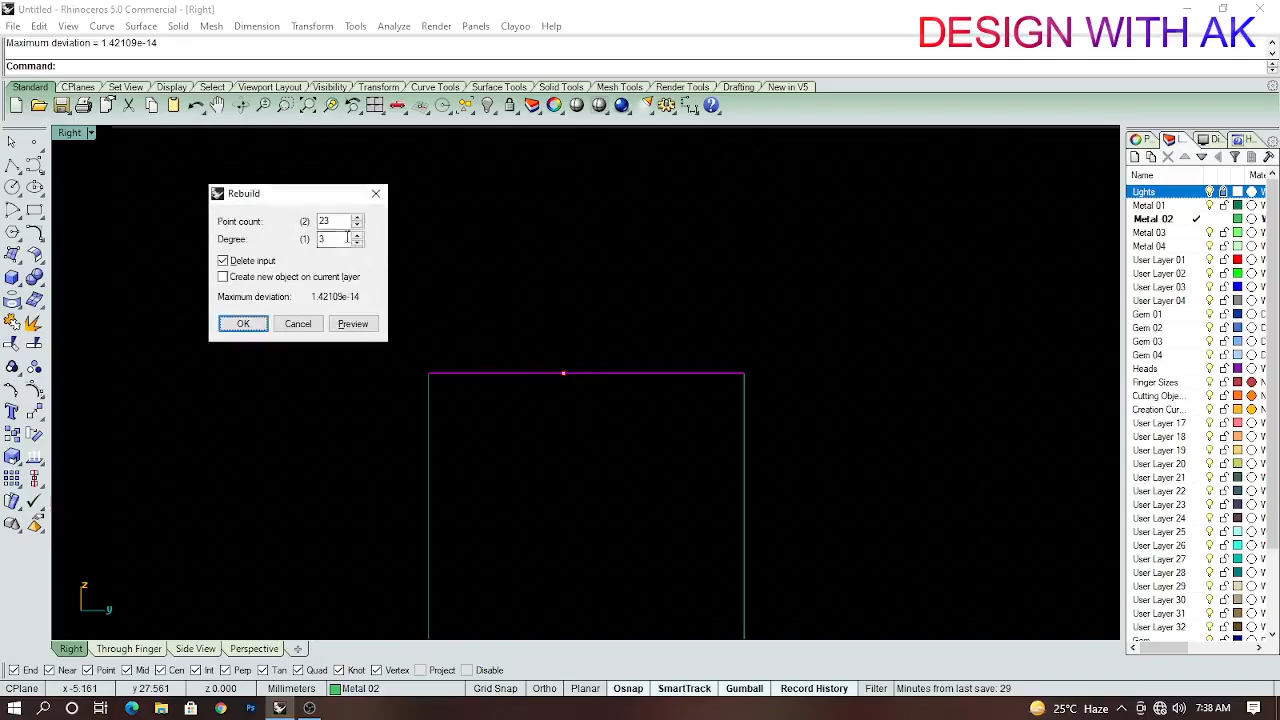 Untitled - Rhinoceros 5.0 Commercial - [Right]
DESIGN WITH AK
File Edit View Curve Surface Solid Mesh Dimension Transform Tools Analyze Render Panels Clayoo Help
Maximum deviation = 1.42109e-14
Command:
Standard CPlanes Set View Display Select Viewport Layout Visibility Transform Curve Tools Surface Tools Solid Tools Mesh Tools Render Tools New in V5
Right
Rebuild
Point count: (2) 23
Degree: (1) 3
Delete input
Create new object on current layer
Maximum deviation: 1.42109e-14
OK Cancel Preview
P... L... Di... H...
Name Mate
Lights
Metal 01
Metal 02
Metal 03
Metal 04
User Layer 01
User Layer 02
User Layer 03
User Layer 04
Gem 01
Gem 02
Gem 03
Gem 04
Heads
Finger Sizes
Cutting Obje...
Creation Cur...
User Layer 17
User Layer 18
User Layer 19
User Layer 20
User Layer 21
User Layer 22
User Layer 23
User Layer 24
User Layer 25
User Layer 26
User Layer 27
User Layer 28
User Layer 29
User Layer 30
User Layer 31
User Layer 32
z
y
Right Through Finger Side View Perspective
End Near Point Mid Cen Int Perp Tan Quad Knot Vertex Project Disable
CPlane x -5.161 y 27.561 z 0.000 Millimeters Metal 02 Grid Snap Ortho Planar Osnap SmartTrack Gumball Record History Filter Minutes from last save: 29
25°C Haze 7:38 AM